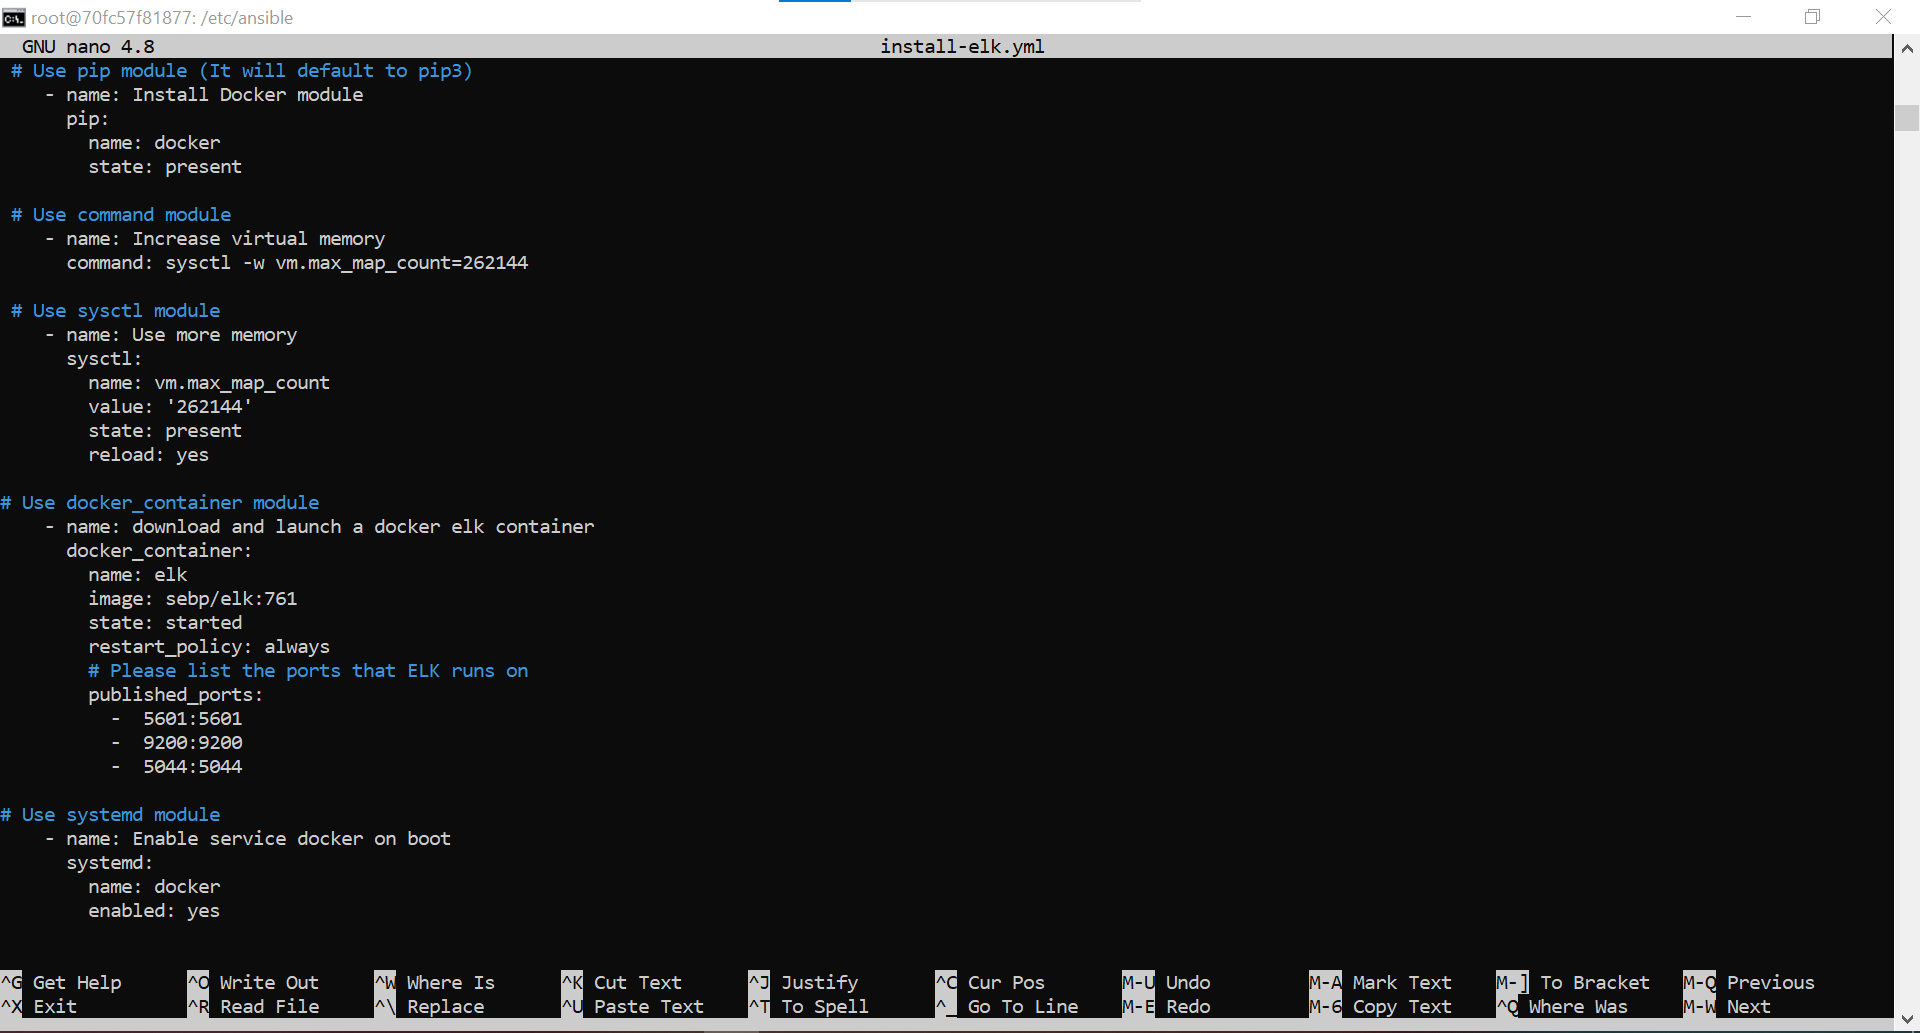 root@70fc57f81877: /etc/ansible
GNU nano 4.8 install-elk.yml
# Use pip module (It will default to pip3)
- name: Install Docker module
pip:
name: docker
state: present
# Use command module
- name: Increase virtual memory
command: sysctl -w vm.max_map_count=262144
# Use sysctl module
- name: Use more memory
sysctl:
name: vm.max_map_count
value: '262144'
state: present
reload: yes
# Use docker_container module
- name: download and launch a docker elk container
docker_container:
name: elk
image: sebp/elk:761
state: started
restart_policy: always
# Please list the ports that ELK runs on
published_ports:
- 5601:5601
- 9200:9200
- 5044:5044
# Use systemd module
- name: Enable service docker on boot
systemd:
name: docker
enabled: yes
^G Get Help ^O Write Out ^W Where Is ^K Cut Text ^J Justify ^C Cur Pos M-U Undo M-A Mark Text M-] To Bracket M-Q Previous
^X Exit ^R Read File ^\ Replace ^U Paste Text ^T To Spell ^_ Go To Line M-E Redo M-6 Copy Text ^Q Where Was M-W Next